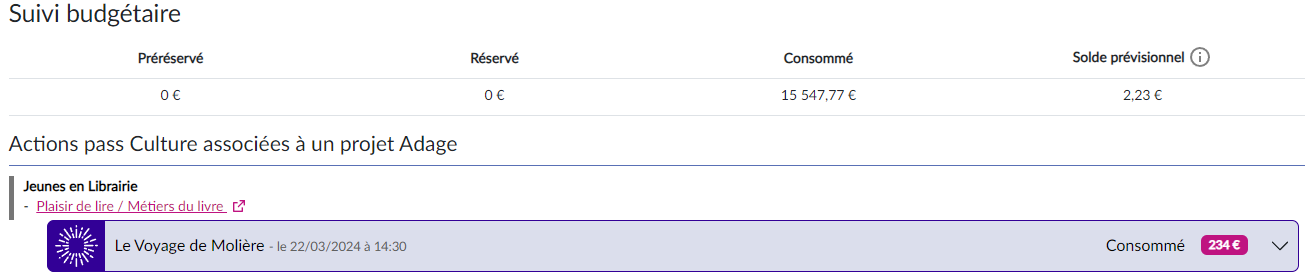 Suivi budgétaire
Préréservé Réservé Consommé Solde prévisionnel
0 € 0 € 15 547,77 € 2,23 €
Actions pass Culture associées à un projet Adage
Jeunes en Librairie
- Plaisir de lire / Métiers du livre
Le Voyage de Molière - le 22/03/2024 à 14:30 Consommé 234 €